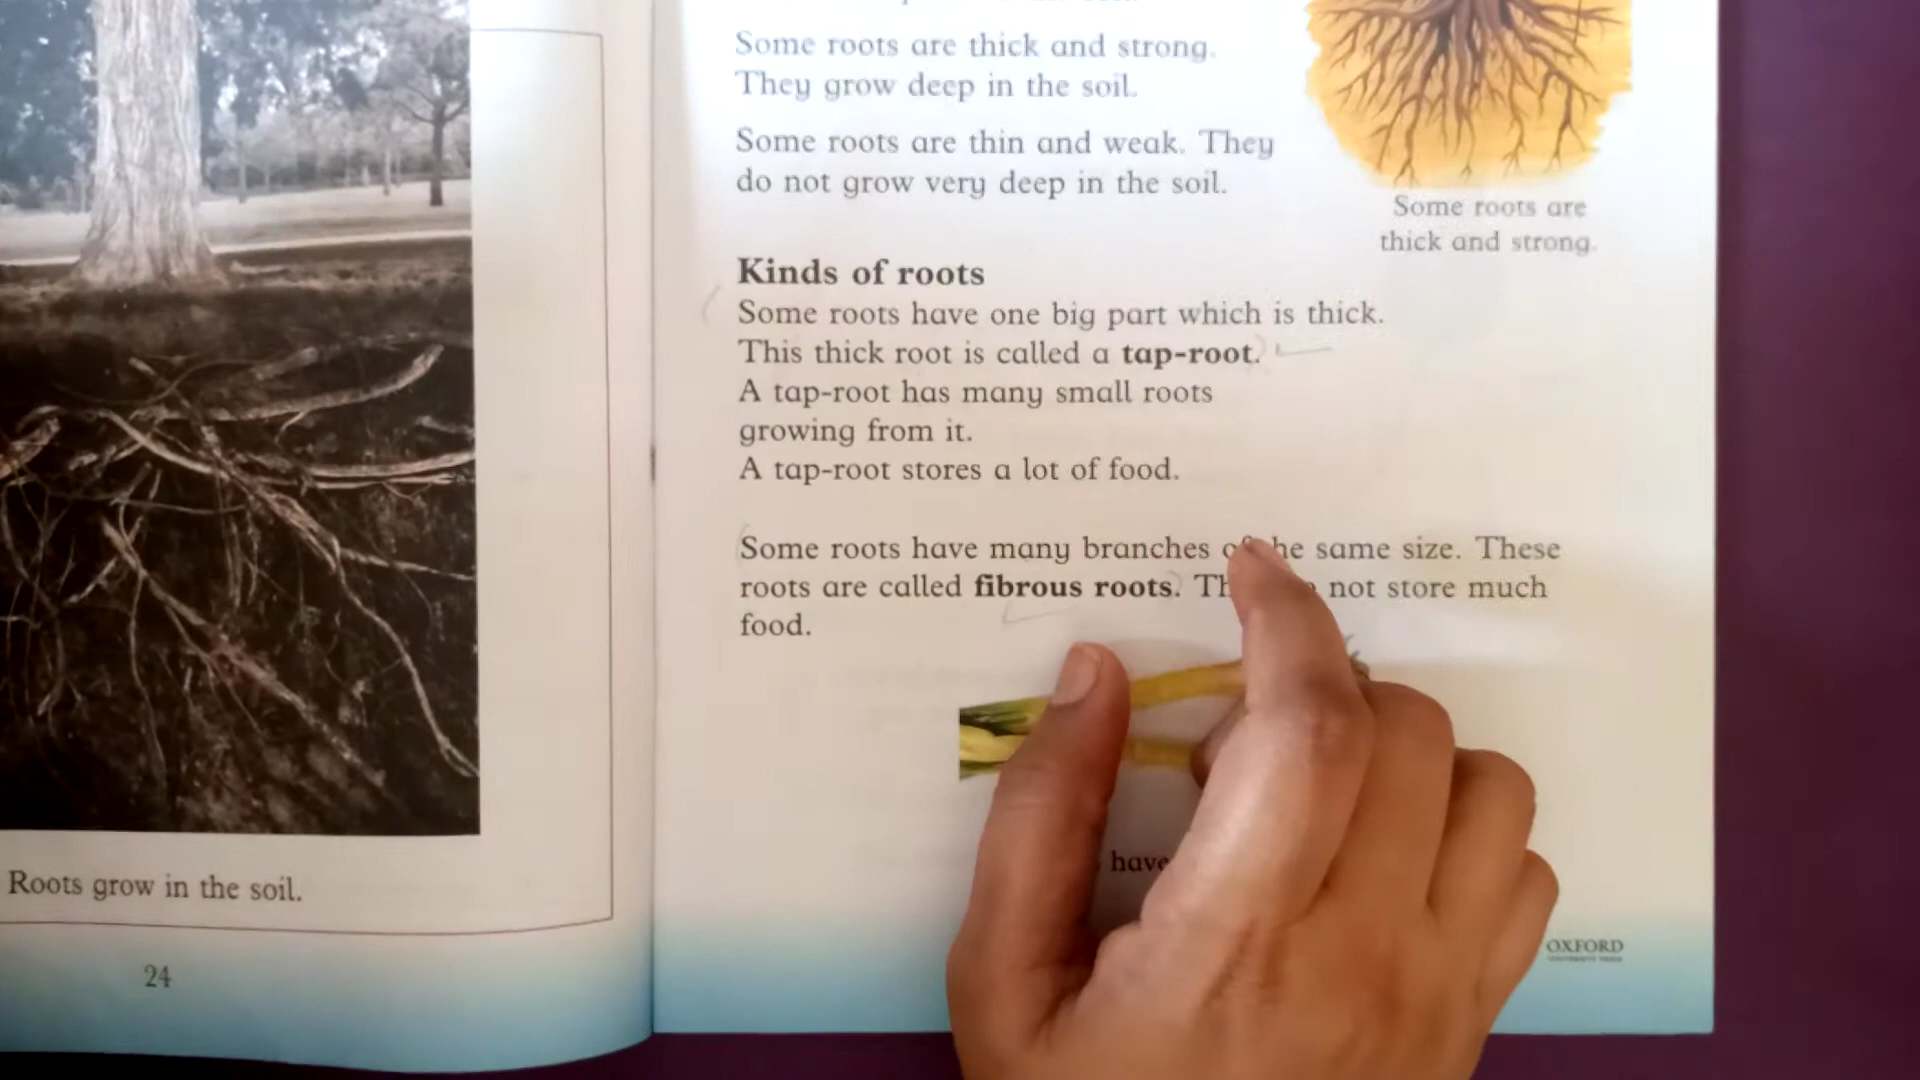 Roots grow in the soil.
24
Some roots are thick and strong.
They grow deep in the soil.
Some roots are thin and weak. They
do not grow very deep in the soil.
Some roots are
thick and strong.
Kinds of roots
Some roots have one big part which is thick.
This thick root is called a tap-root.
A tap-root has many small roots
growing from it.
A tap-root stores a lot of food.
Some roots have many branches same size. These
roots are called fibrous roots. not store much
food.
have
OXFORD
UNIVERSITY PRESS